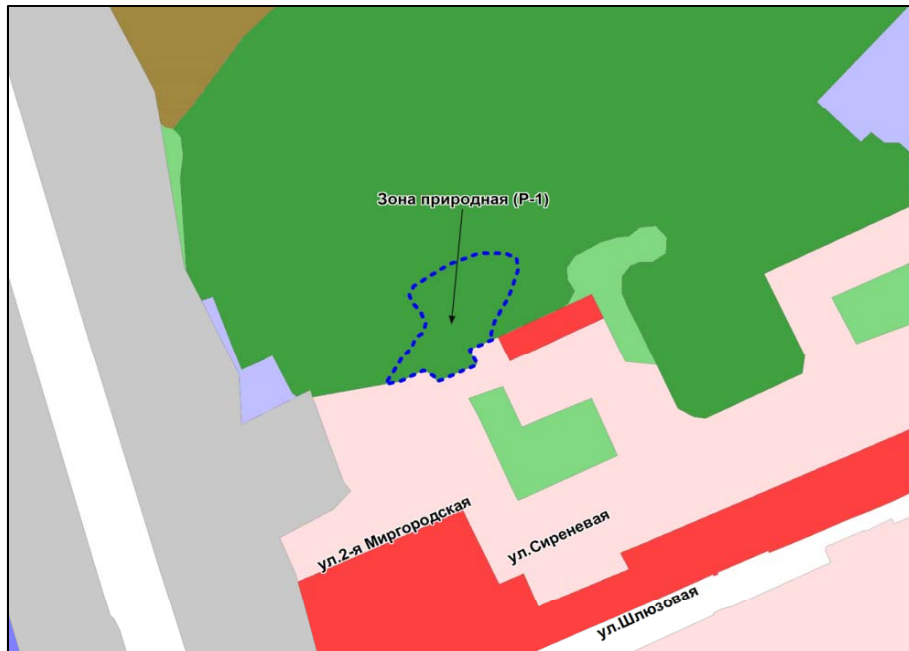 Зона природная (Р-1)
ул.2-я Миргородская
ул.Сиреневая
ул.Шлюзовая